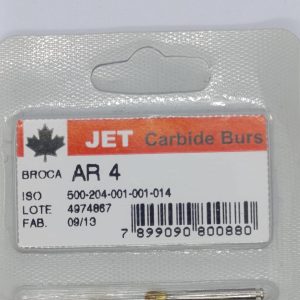 JET Carbide Burs
BROCA AR 4
ISO 500-204-001-001-014
LOTE 4974867
FAB. 09/13
7 899090 800880